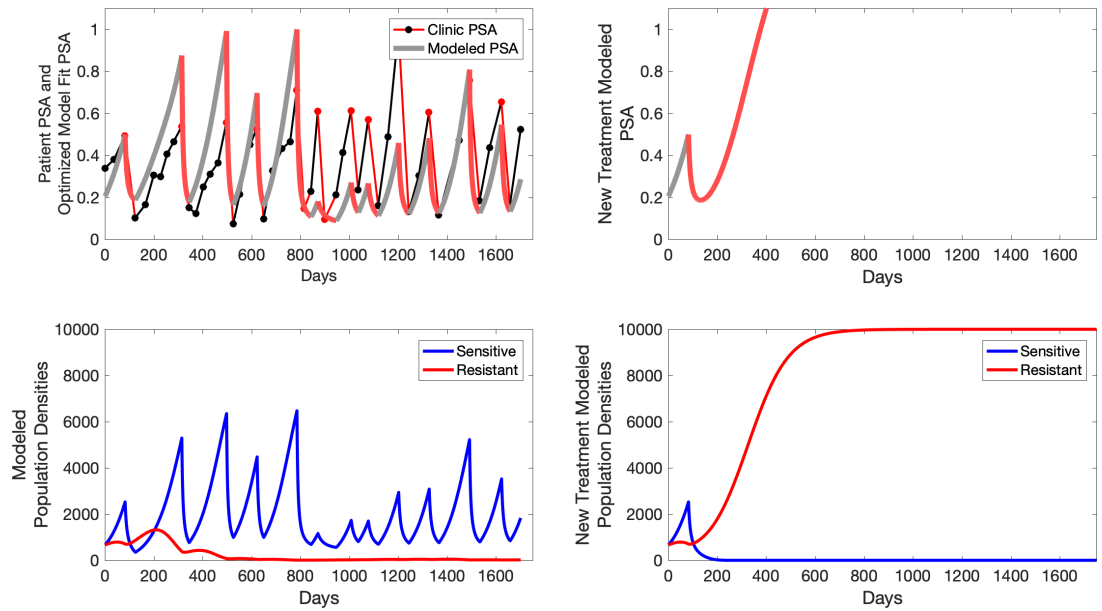 Patient PSA and
Optimized Model Fit PSA
1
0.8
0.6
0.4
0.2
0
Clinic PSA
Modeled PSA
0 200 400 600 800 1000 1200 1400 1600
Days
New Treatment Modeled
PSA
1
0.8
0.6
0.4
0.2
0
0 200 400 600 800 1000 1200 1400 1600
Days
Modeled
Population Densities
10000
8000
6000
4000
2000
0
Sensitive
Resistant
0 200 400 600 800 1000 1200 1400 1600
Days
New Treatment Modeled
Population Densities
10000
8000
6000
4000
2000
0
Sensitive
Resistant
0 200 400 600 800 1000 1200 1400 1600
Days